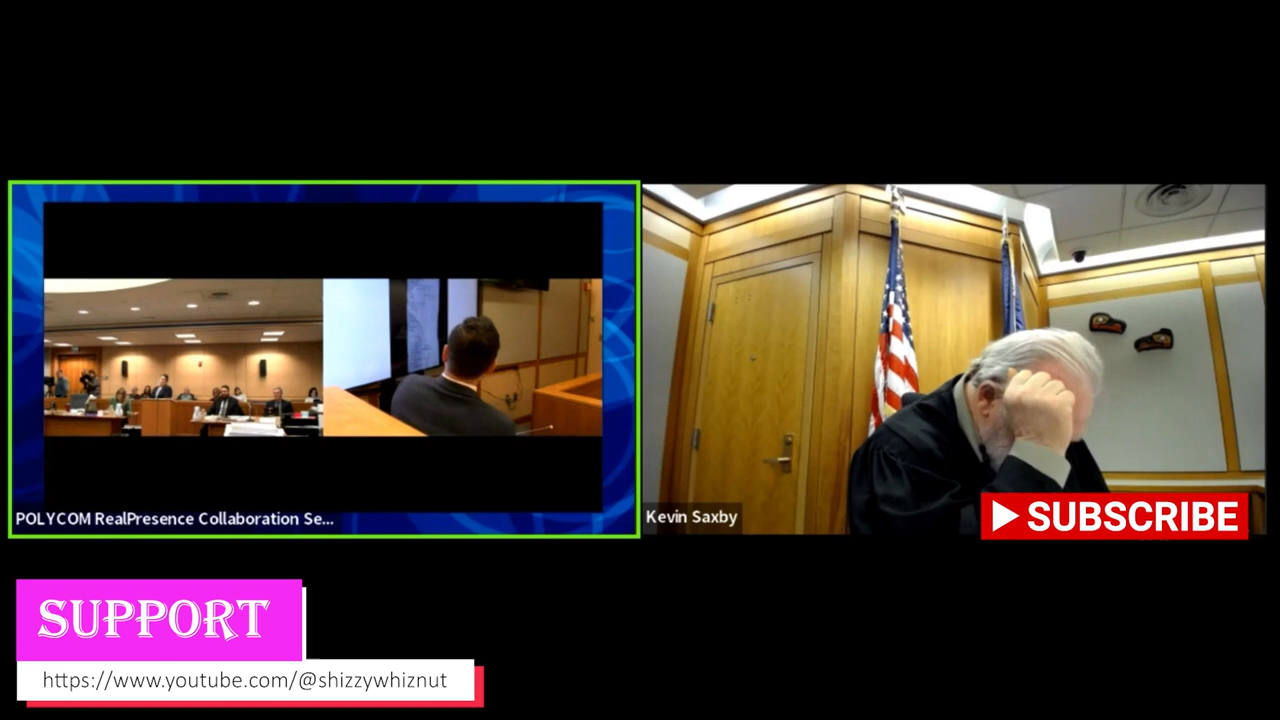 POLYCOM RealPresence Collaboration Se...
Kevin Saxby
SUBSCRIBE
SUPPORT
https://www.youtube.com/@shizzywhiznut